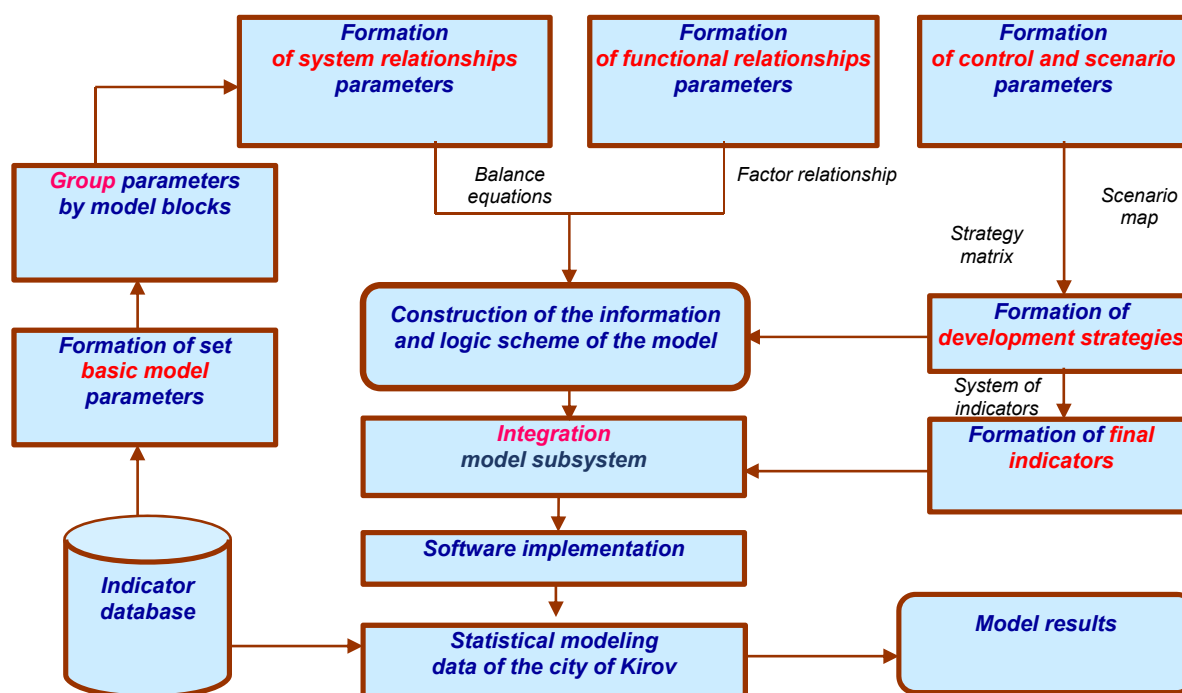 Formation
of system relationships
parameters
Formation
of functional relationships
parameters
Formation
of control and scenario
parameters
Group parameters
by model blocks
Balance
equations
Factor relationship
Scenario
map
Strategy
matrix
Construction of the information
and logic scheme of the model
Formation of
development strategies
Formation of set
basic model
parameters
System of
indicators
Integration
model subsystem
Formation of final
indicators
Software implementation
Indicator
database
Statistical modeling
data of the city of Kirov
Model results